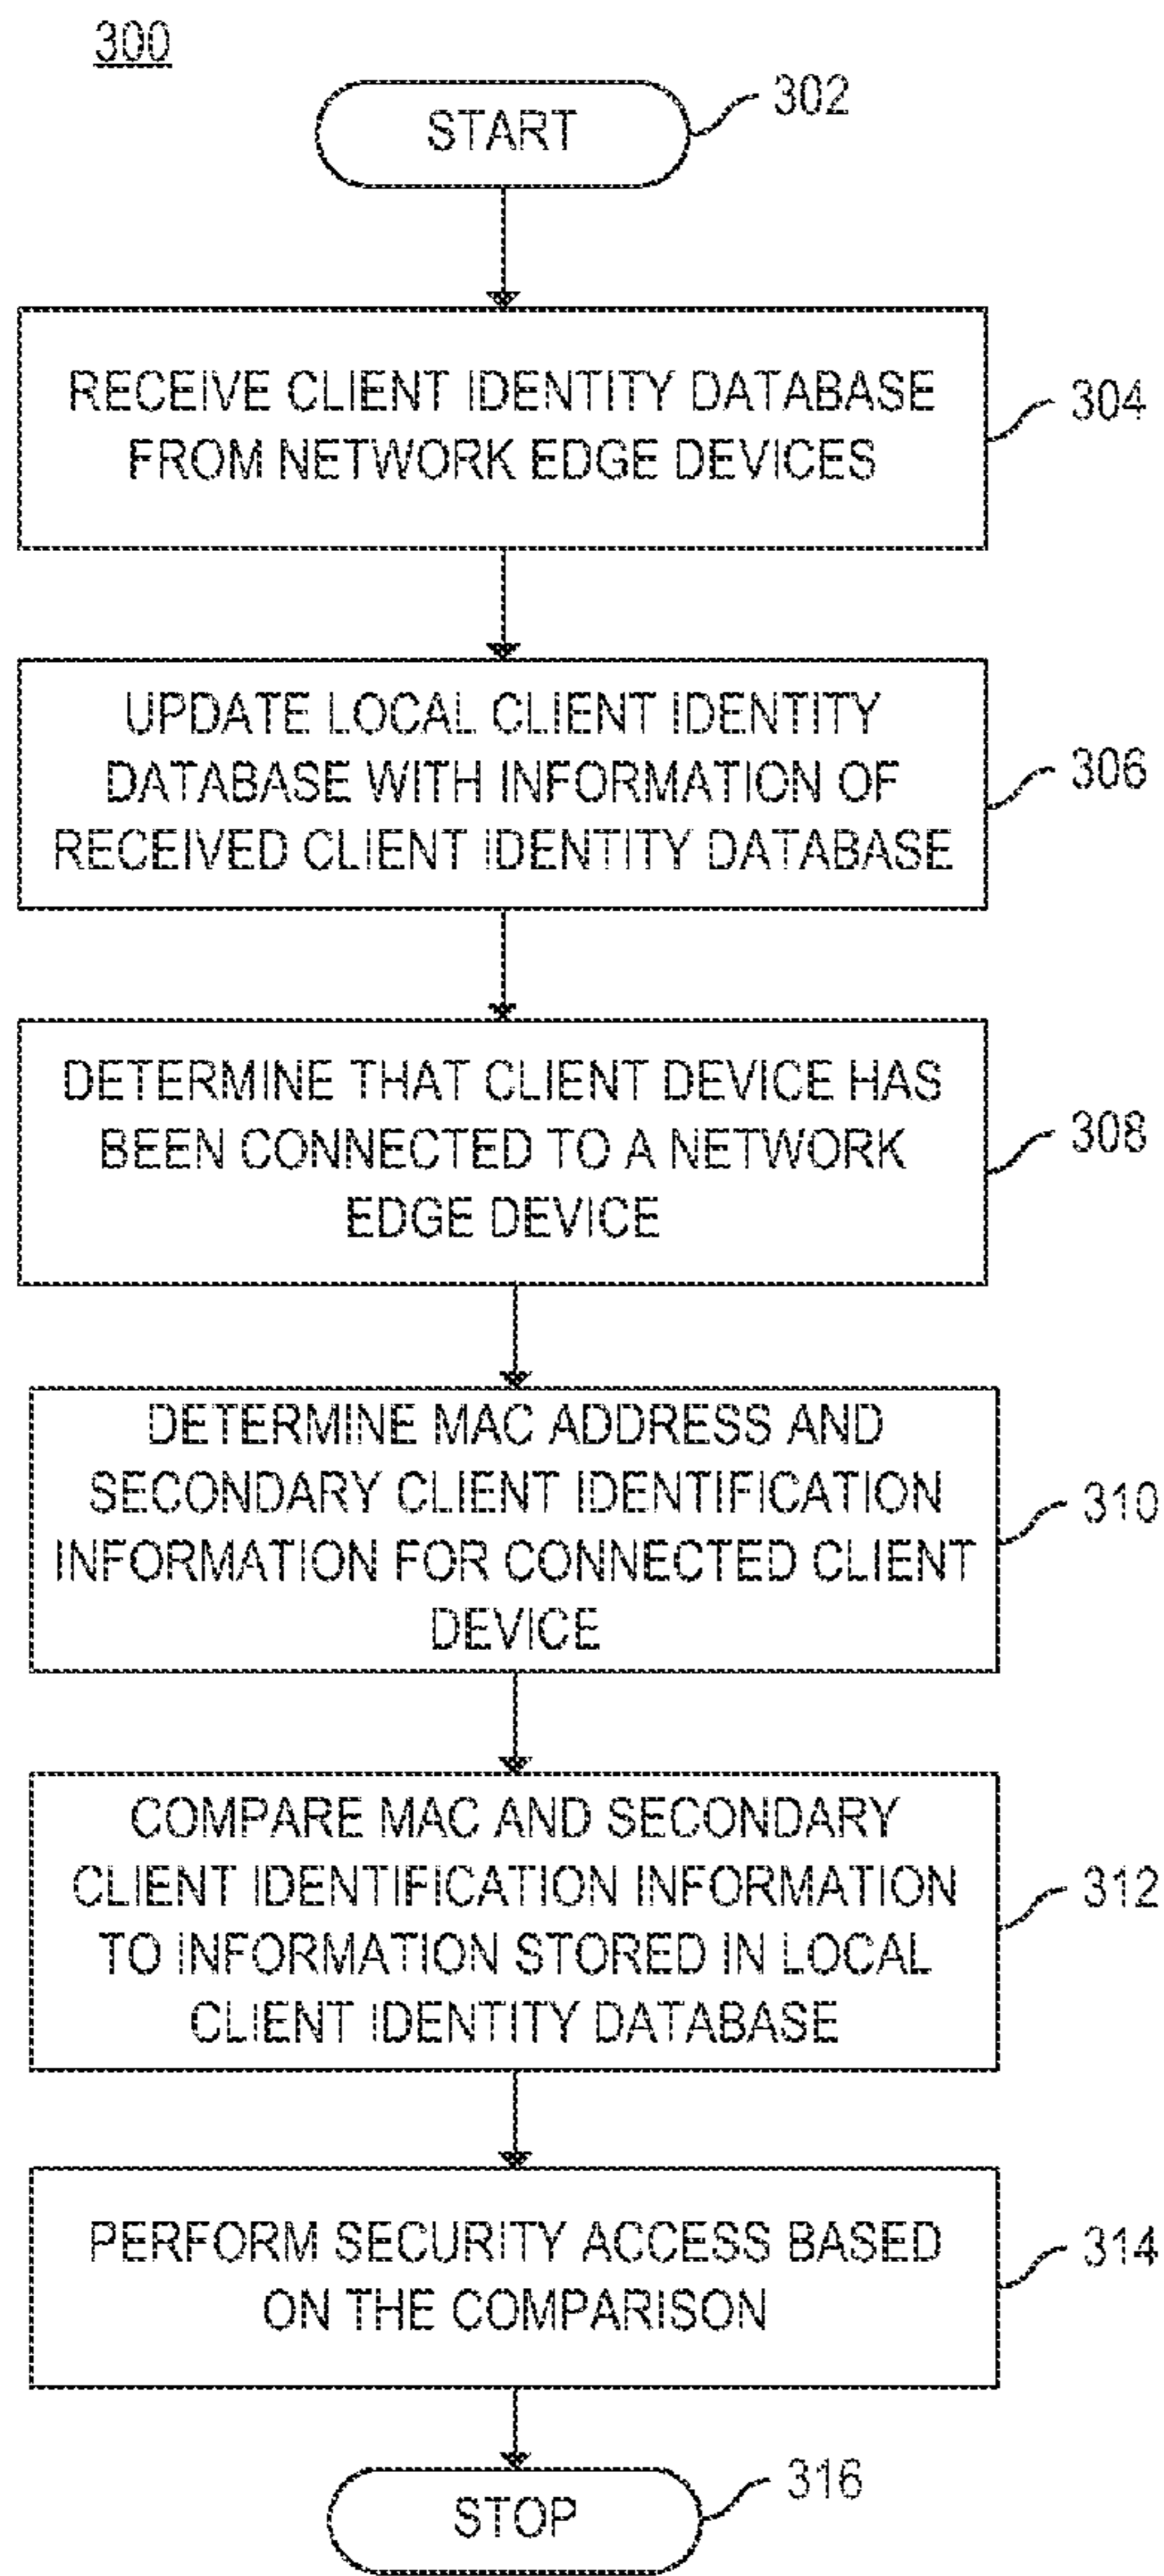 300
START
302
RECEIVE CLIENT IDENTITY DATABASE
FROM NETWORK EDGE DEVICES
304
UPDATE LOCAL CLIENT IDENTITY
DATABASE WITH INFORMATION OF
RECEIVED CLIENT IDENTITY DATABASE
306
DETERMINE THAT CLIENT DEVICE HAS
BEEN CONNECTED TO A NETWORK
EDGE DEVICE
308
DETERMINE MAC ADDRESS AND
SECONDARY CLIENT IDENTIFICATION
INFORMATION FOR CONNECTED CLIENT
DEVICE
310
COMPARE MAC AND SECONDARY
CLIENT IDENTIFICATION INFORMATION
TO INFORMATION STORED IN LOCAL
CLIENT IDENTITY DATABASE
312
PERFORM SECURITY ACCESS BASED
ON THE COMPARISON
314
STOP
316